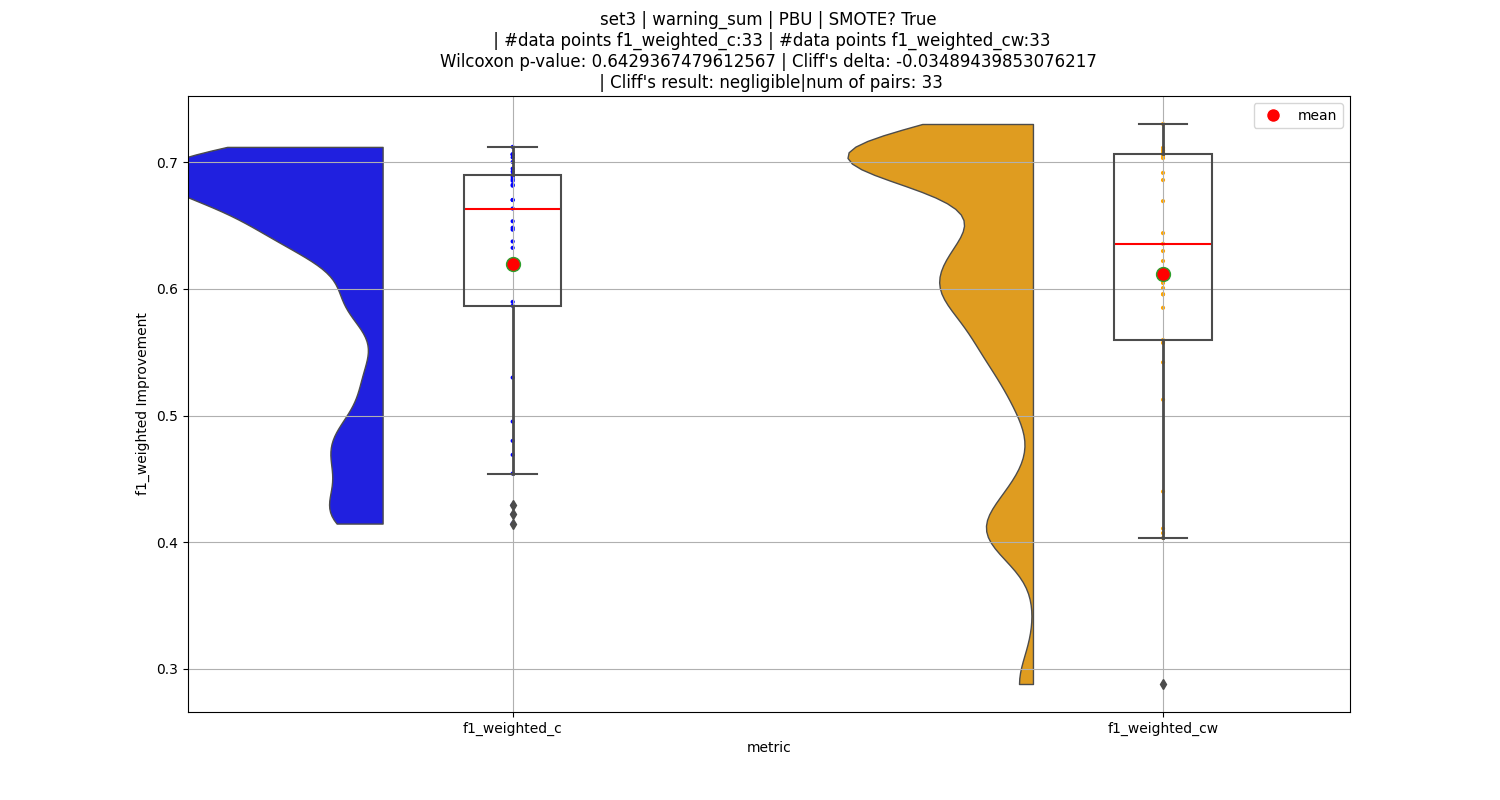 set3 | warning_sum | PBU | SMOTE? True
| #data points f1_weighted_c:33 | #data points f1_weighted_cw:33
Wilcoxon p-value: 0.6429367479612567 | Cliff's delta: -0.03489439853076217
| Cliff's result: negligible|num of pairs: 33
mean
f1_weighted Improvement
0.7
0.6
0.5
0.4
0.3
f1_weighted_c
f1_weighted_cw
metric